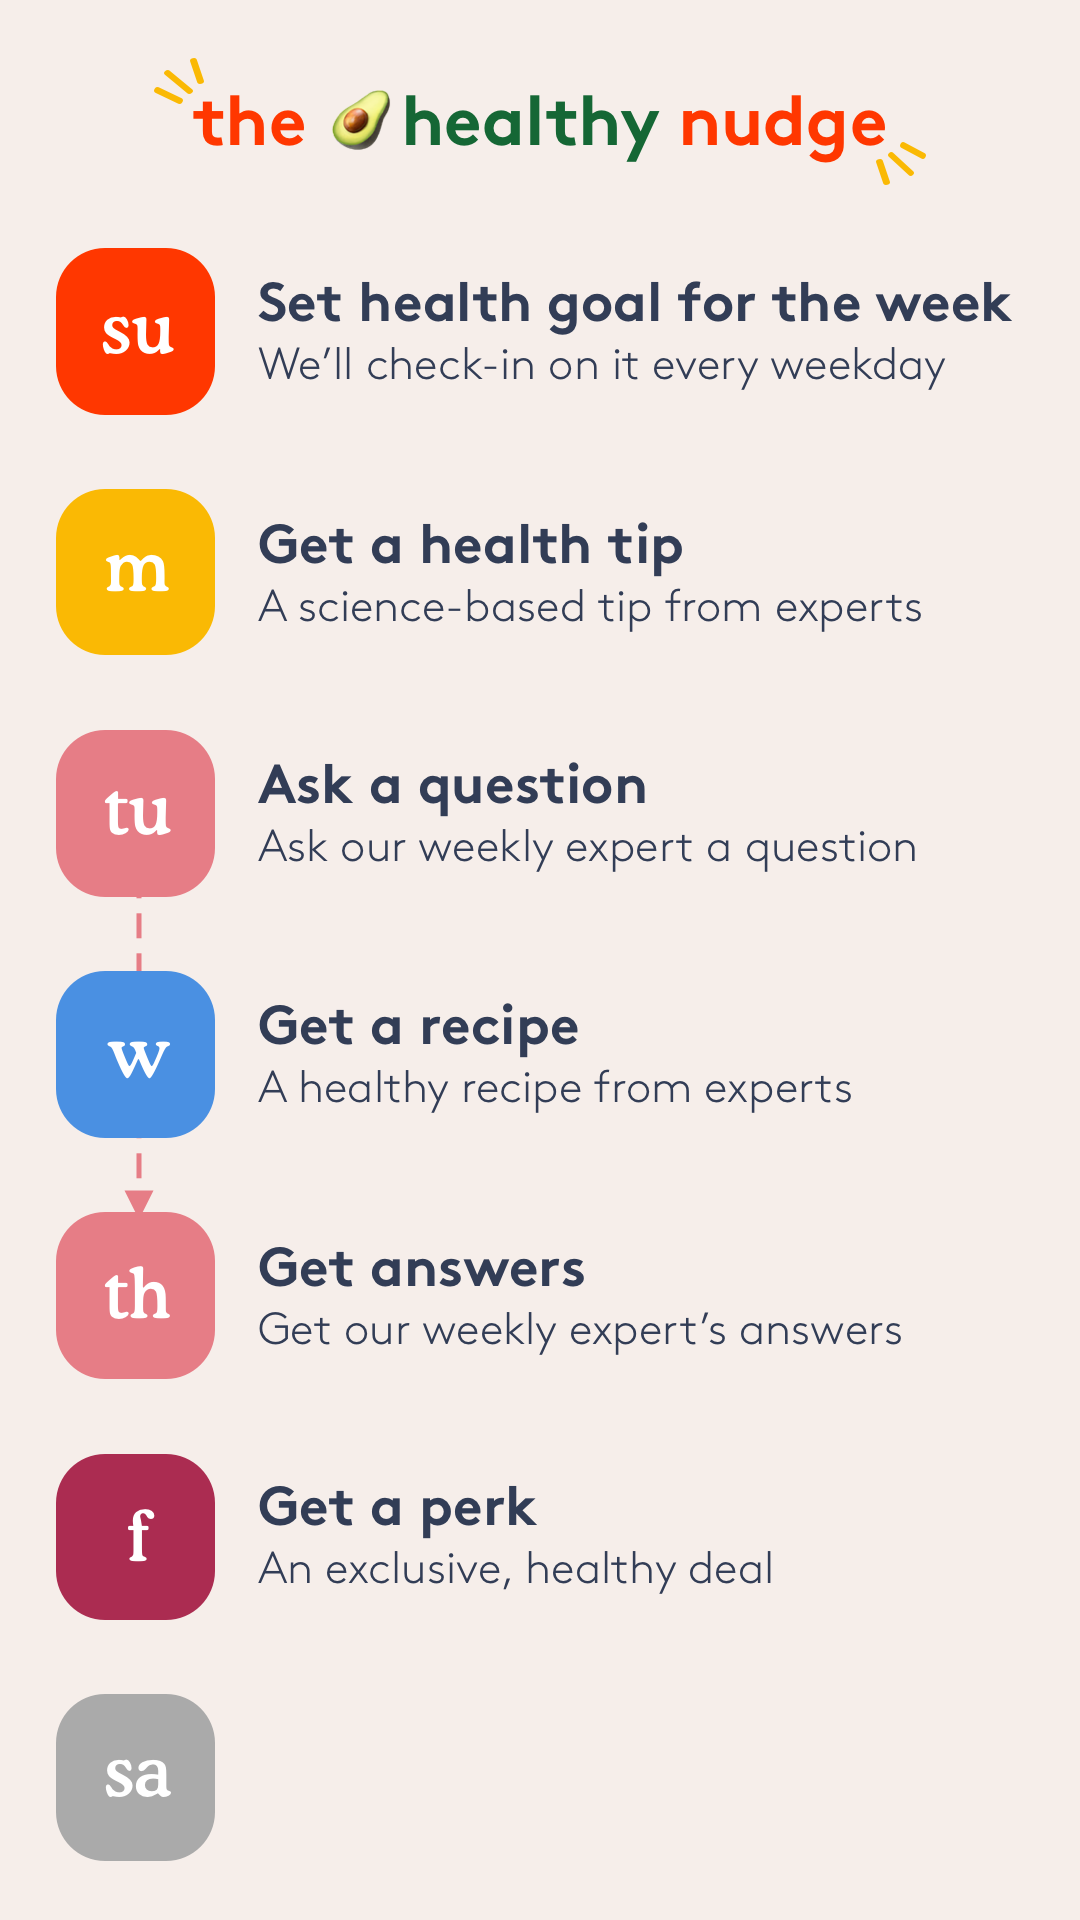 the healthy nudge
su
Set health goal for the week
We’ll check-in on it every weekday
m
Get a health tip
A science-based tip from experts
tu
Ask a question
Ask our weekly expert a question
w
Get a recipe
A healthy recipe from experts
th
Get answers
Get our weekly expert’s answers
f
Get a perk
An exclusive, healthy deal
sa